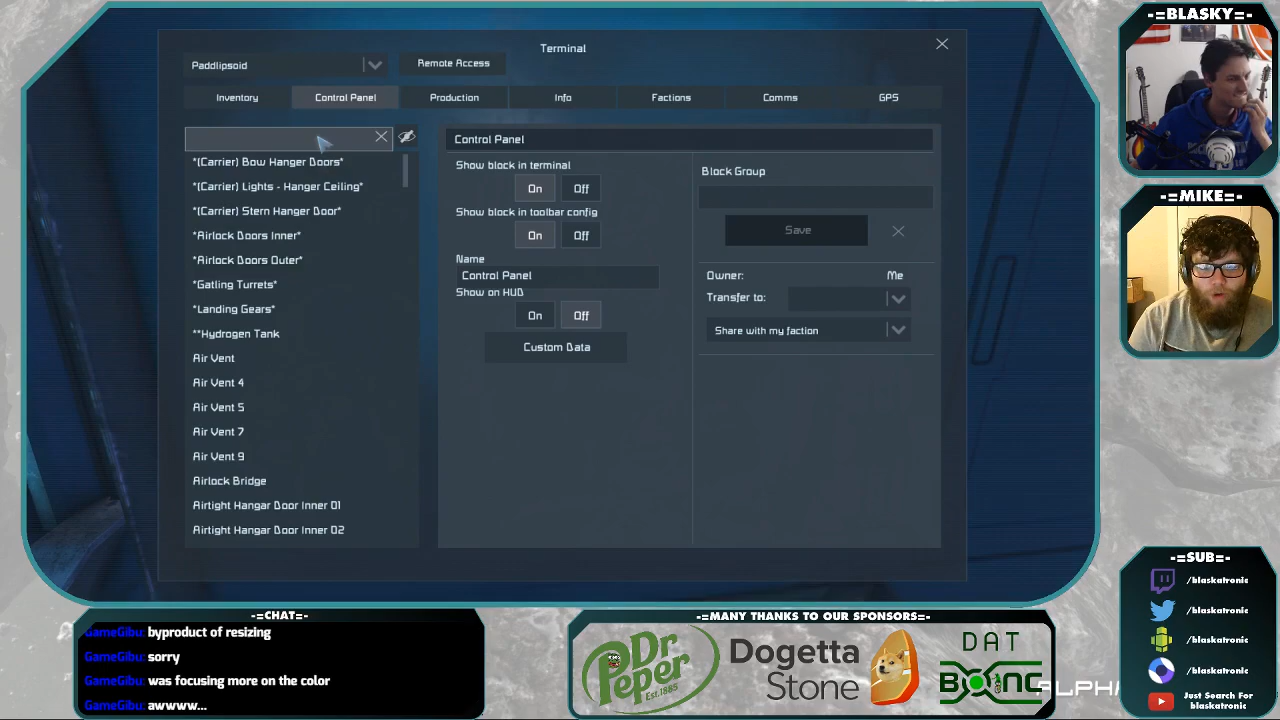 Terminal
Paddlipsoid
Remote Access
Inventory
Control Panel
Production
Info
Factions
Comms
GPS
*(Carrier) Bow Hanger Doors*
*(Carrier) Lights - Hanger Ceiling*
*(Carrier) Stern Hanger Door*
*Airlock Doors Inner*
*Airlock Doors Outer*
*Gatling Turrets*
*Landing Gears*
**Hydrogen Tank
Air Vent
Air Vent 4
Air Vent 5
Air Vent 7
Air Vent 9
Airlock Bridge
Airtight Hangar Door Inner 01
Airtight Hangar Door Inner 02
Control Panel
Show block in terminal
On Off
Show block in toolbar config
On Off
Name
Control Panel
Show on HUD
On Off
Custom Data
Block Group
Save
Owner: Me
Transfer to:
Share with my faction
-=BLASKY=-
-=MIKE=-
-=SUB=-
/blaskatronic
/blaskatronic
/blaskatronic
/blaskatronic
Just Search For
blaskatronic
-=CHAT=-
GameGibu: byproduct of resizing
GameGibu: sorry
GameGibu: was focusing more on the color
GameGibu: awwww...
-=MANY THANKS TO OUR SPONSORS=-
Dr
Peper
Dogetta
Stone
DAT
ALPHA